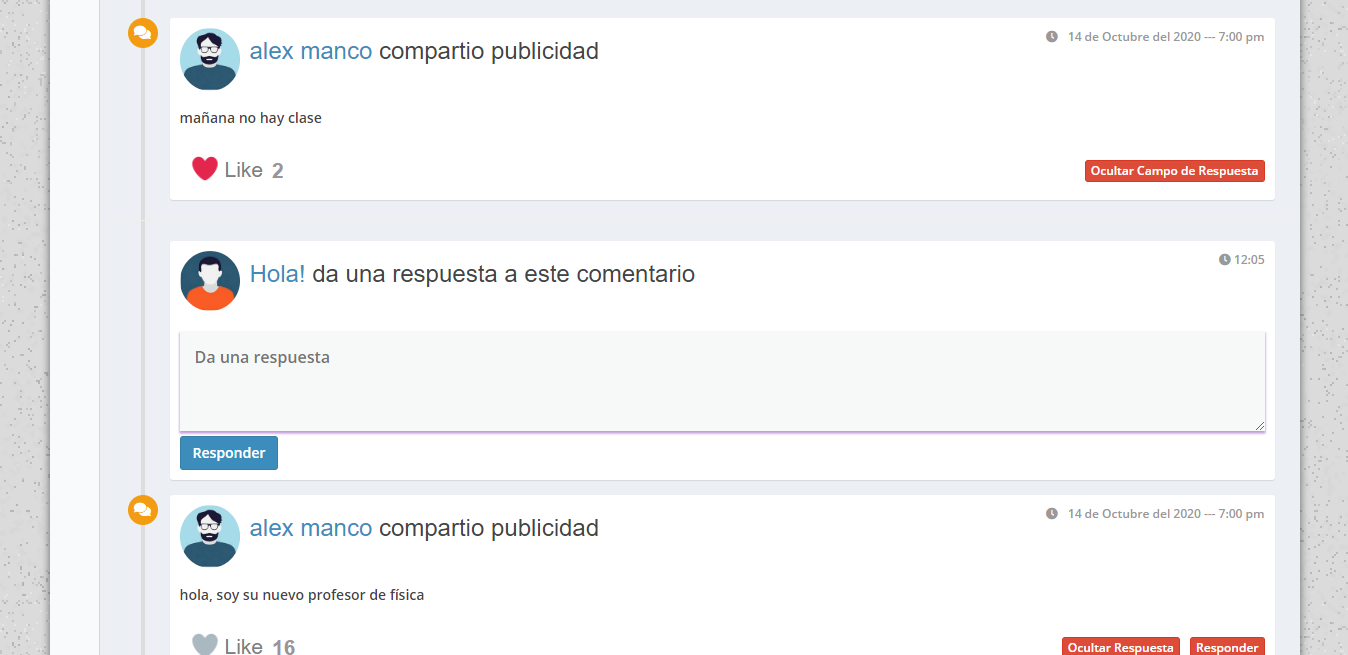 alex manco compartio publicidad
14 de Octubre del 2020 --- 7:00 pm
mañana no hay clase
Like 2
Ocultar Campo de Respuesta
Hola! da una respuesta a este comentario
12:05
Da una respuesta
Responder
alex manco compartio publicidad
14 de Octubre del 2020 --- 7:00 pm
hola, soy su nuevo profesor de física
Like 16
Ocultar Respuesta
Responder